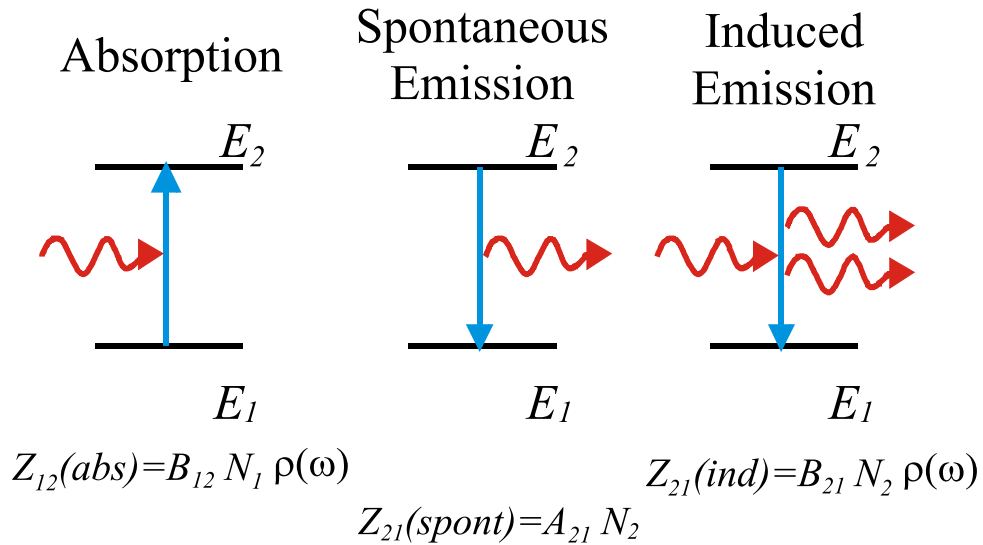 Absorption
Spontaneous
Emission
Induced
Emission
E₂
E₂
E₂
E₁
E₁
E₁
Z₁₂(abs)=B₁₂ N₁ ρ(ω)
Z₂₁(spont)=A₂₁ N₂
Z₂₁(ind)=B₂₁ N₂ ρ(ω)